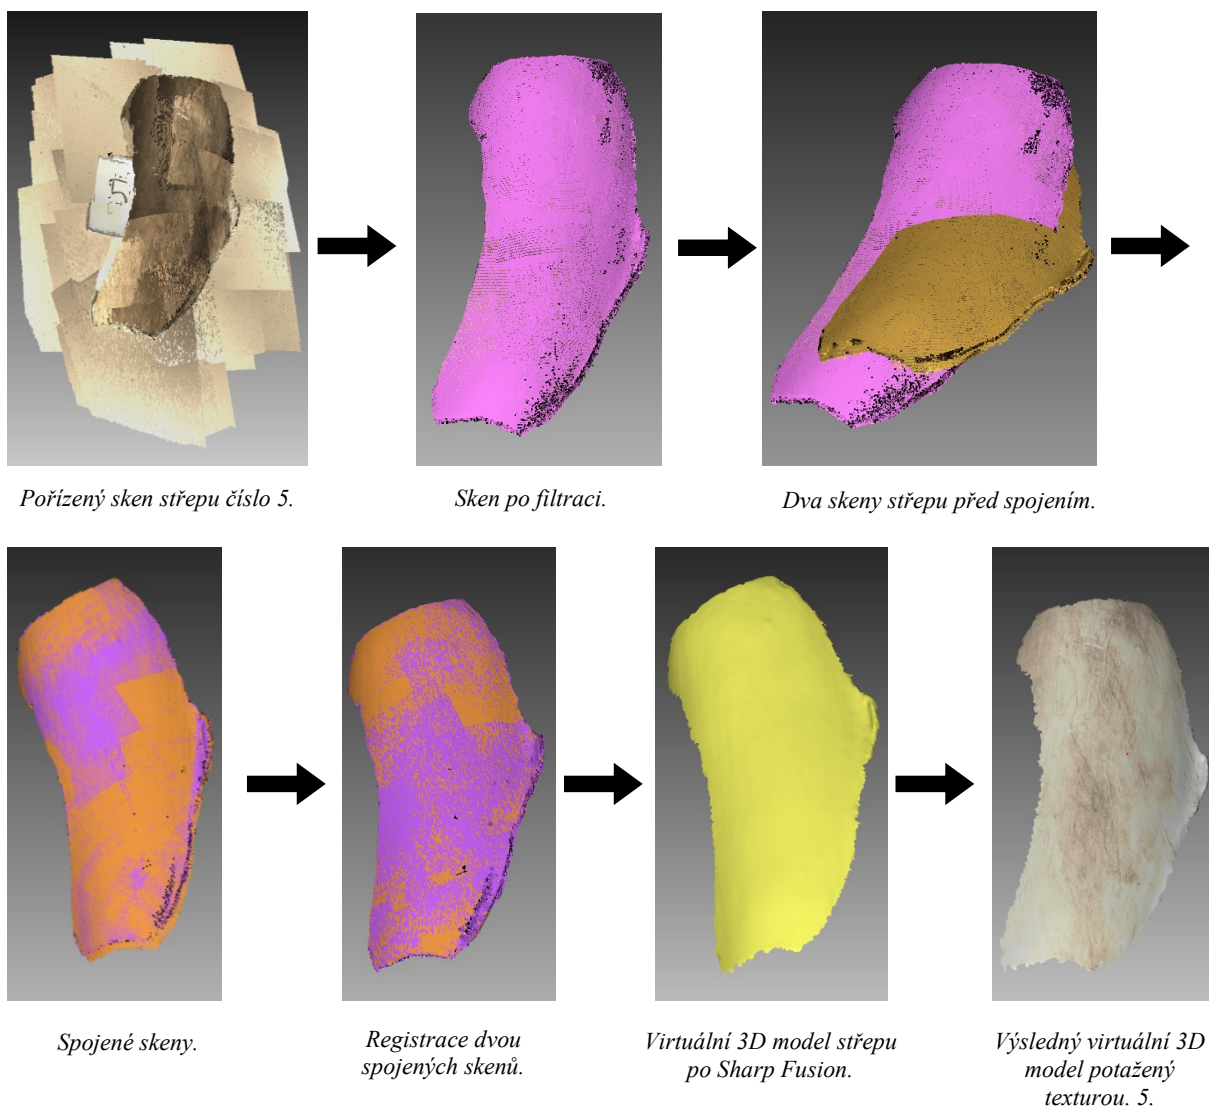 Pořízený sken střepu číslo 5.
Sken po filtraci.
Dva skeny střepu před spojením.
Spojené skeny.
Registrace dvou
spojených skenů.
Virtuální 3D model střepu
po Sharp Fusion.
Výsledný virtuální 3D
model potažený
texturou. 5.